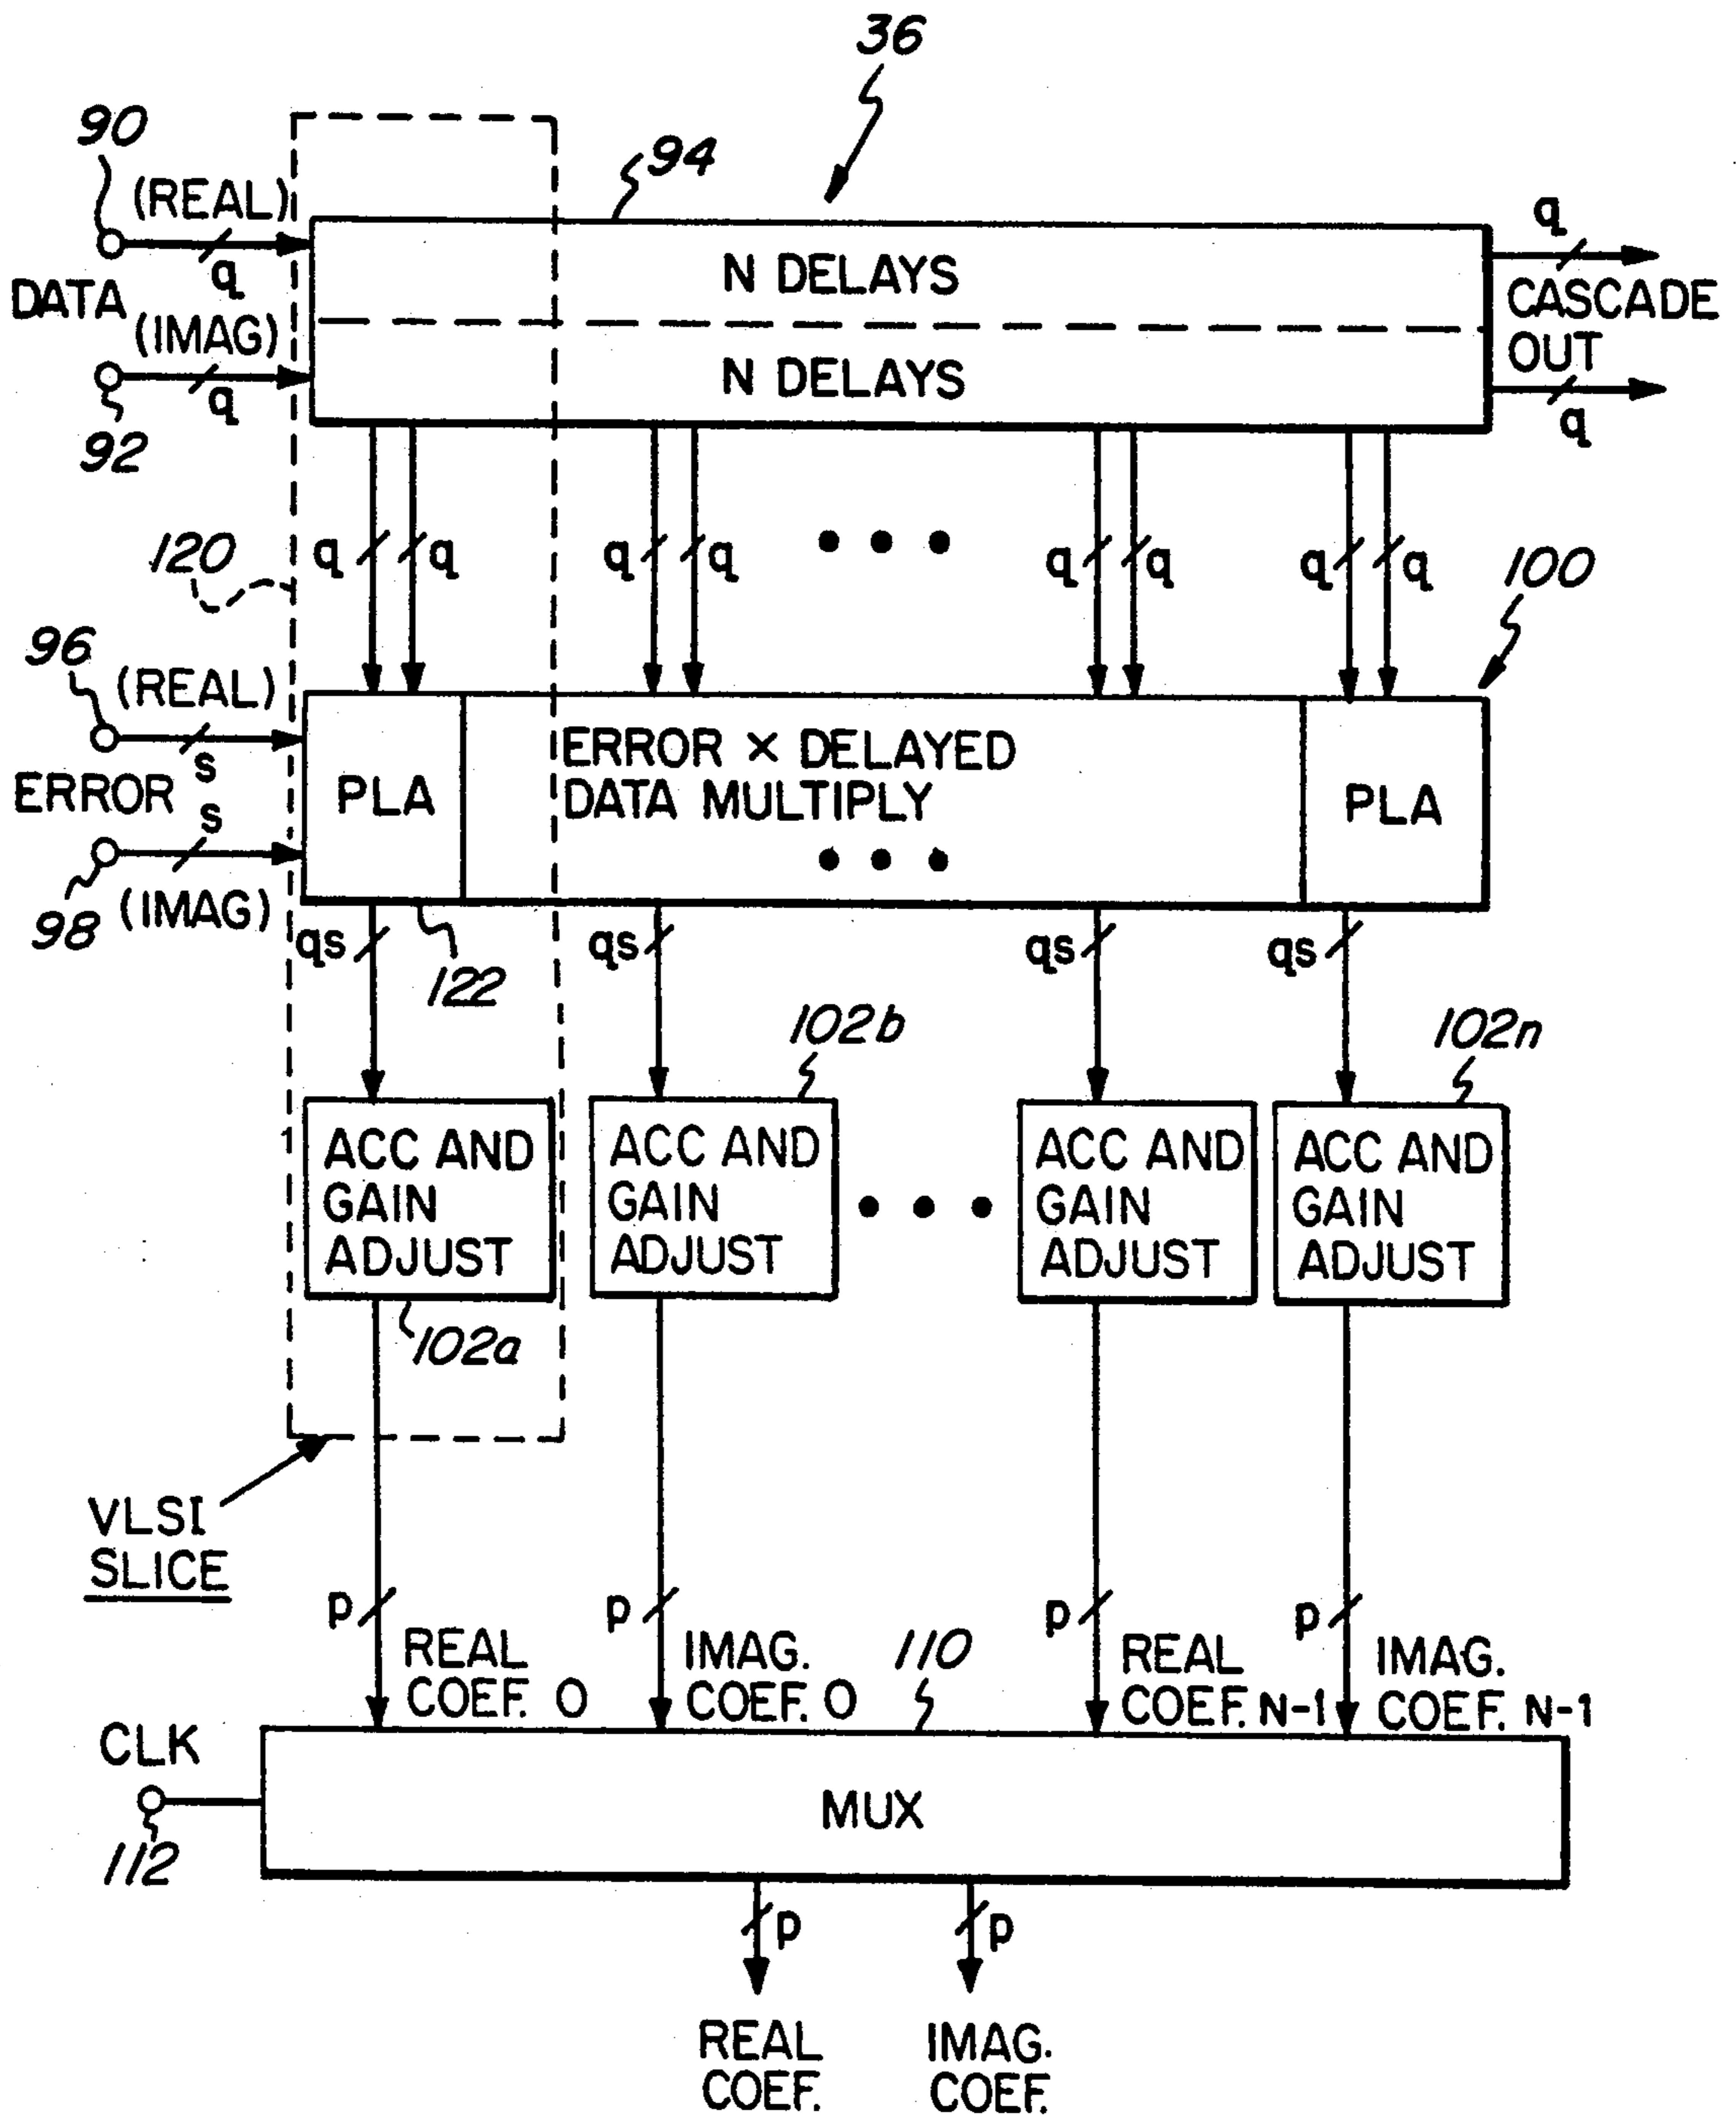 36
90
94
(REAL)
q
q
N DELAYS
DATA
CASCADE
OUT
(IMAG)
N DELAYS
q
q
92
120
q
q
q
q
q
q
q
q
100
96
(REAL)
s
ERROR × DELAYED
DATA MULTIPLY
PLA
PLA
ERROR
s
98
(IMAG)
qs
qs
qs
qs
122
102b
102n
ACC AND
GAIN
ADJUST
ACC AND
GAIN
ADJUST
ACC AND
GAIN
ADJUST
ACC AND
GAIN
ADJUST
102a
VLSI
SLICE
p
p
p
p
REAL
COEF. 0
IMAG.
COEF. 0
110
REAL
COEF. N-1
IMAG.
COEF. N-1
CLK
MUX
112
p
p
REAL
COEF.
IMAG.
COEF.